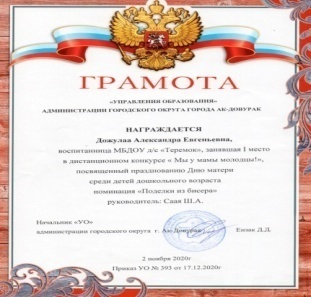 ГРАМОТА
«УПРАВЛЕНИЯ ОБРАЗОВАНИЯ»
АДМИНИСТРАЦИИ ГОРОДСКОГО ОКРУГА ГОРОДА АК-ДОВУРАК
НАГРАЖДАЕТСЯ
Дожулаа Александра Евгеньевна,
воспитанница МБДОУ д/с «Теремок», занявшая I место
в дистанционном конкурсе « Мы у мамы молодцы!»,
посвященный празднованию Дню матери
среди детей дошкольного возраста
номинация «Поделки из бисера»
руководитель: Саая Ш.А.
Начальник «УО»
администрации городского округа г. Ак-Довурак Д.Д.
2 ноября 2020г
Приказ УО № 593 от 17.12.2020г